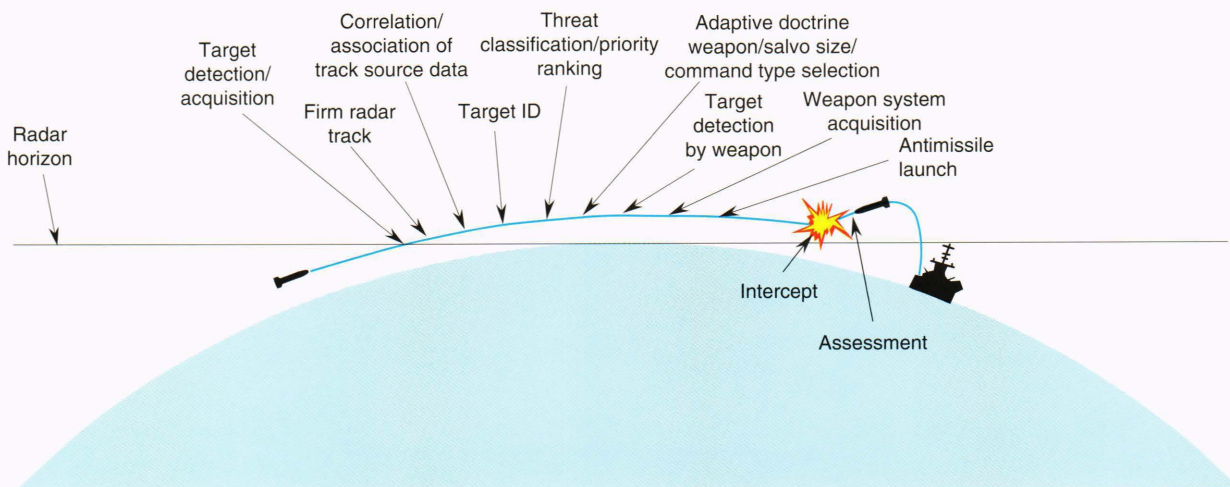 Radar
horizon
Target
detection/
acquisition
Firm radar
track
Correlation/
association of
track source data
Target ID
Threat
classification/priority
ranking
Adaptive doctrine
weapon/salvo size/
command type selection
Target
detection
by weapon
Weapon system
acquisition
Antimissile
launch
Intercept
Assessment